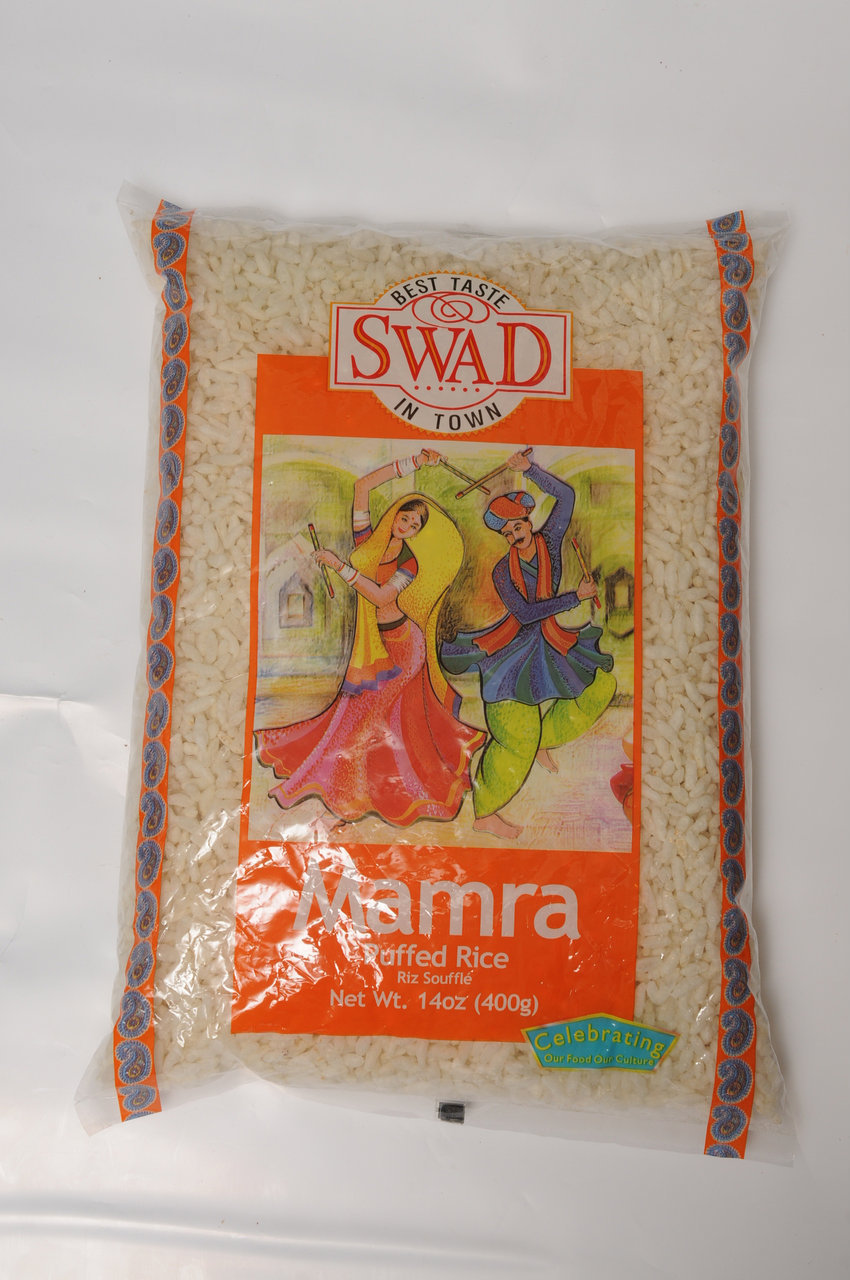 BEST TASTE
SWAD
IN TOWN
Mamra
Puffed Rice
Riz Soufflé
Net Wt. 14oz (400g)
Celebrating
Our Food Our Culture